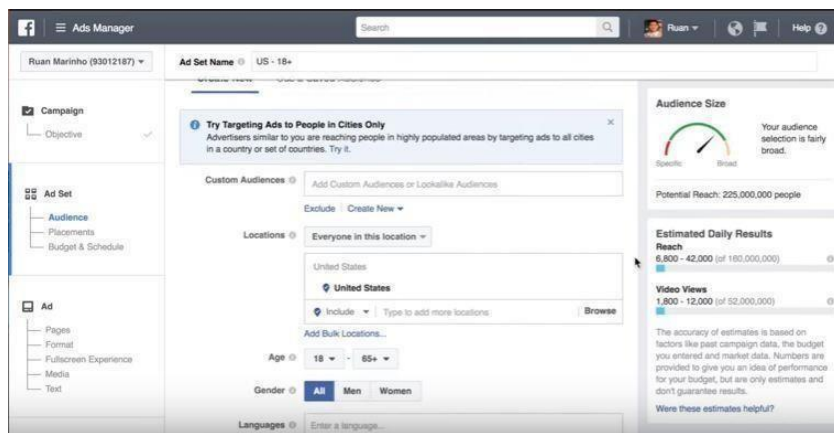 f Ads Manager Search Ruan Help
Ruan Marinho (93012187) Ad Set Name US - 18+
Create New Use a Saved Audience
Campaign
Objective
Ad Set
Audience
Placements
Budget & Schedule
Ad
Pages
Format
Fullscreen Experience
Media
Text
Try Targeting Ads to People in Cities Only
Advertisers similar to you are reaching people in highly populated areas by targeting ads to all cities
in a country or set of countries. Try it.
Custom Audiences Add Custom Audiences or Lookalike Audiences
Exclude Create New
Locations Everyone in this location
United States
United States
Include Type to add more locations Browse
Add Bulk Locations...
Age 18 - 65+
Gender All Men Women
Languages Enter a language...
Audience Size
Your audience
selection is fairly
broad.
Specific Broad
Potential Reach: 225,000,000 people
Estimated Daily Results
Reach
6,800 - 42,000 (of 160,000,000)
Video Views
1,800 - 12,000 (of 52,000,000)
The accuracy of estimates is based on
factors like past campaign data, the budget
you entered and market data. Numbers are
provided to give you an idea of performance
for your budget, but are only estimates and
don't guarantee results.
Were these estimates helpful?